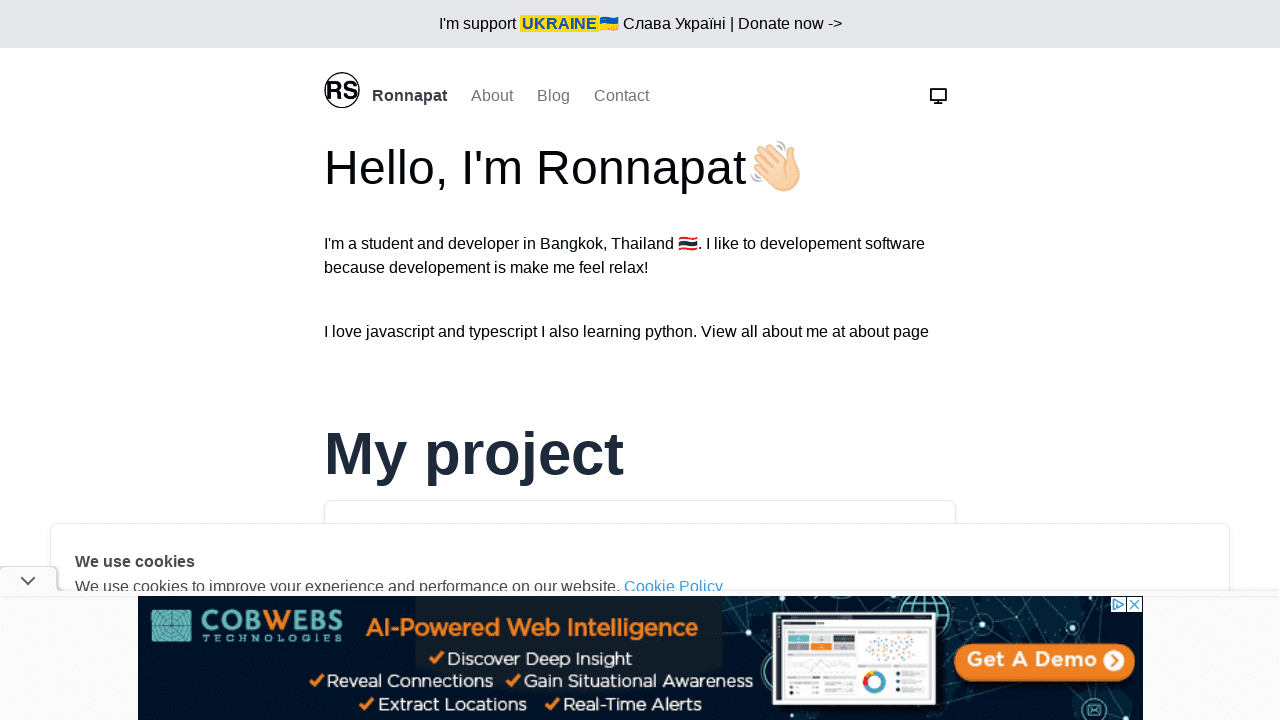 I'm support UKRAINE🇺🇦 Слава Україні | Donate now ->
RS Ronnapat About Blog Contact
Hello, I'm Ronnapat👋🏻
I'm a student and developer in Bangkok, Thailand 🇹🇭. I like to developement software
because developement is make me feel relax!
I love javascript and typescript I also learning python. View all about me at about page
My project
We use cookies
We use cookies to improve your experience and performance on our website. Cookie Policy
COBWEBS
TECHNOLOGIES
AI-Powered Web Intelligence
Discover Deep Insight
Reveal Connections Gain Situational Awareness
Extract Locations Real-Time Alerts
Get A Demo